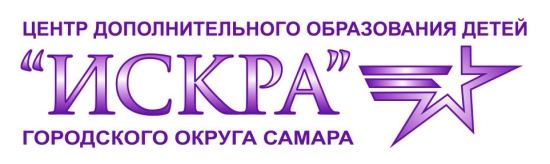 ЦЕНТР ДОПОЛНИТЕЛЬНОГО ОБРАЗОВАНИЯ ДЕТЕЙ
“ИСКРА”
ГОРОДСКОГО ОКРУГА САМАРА